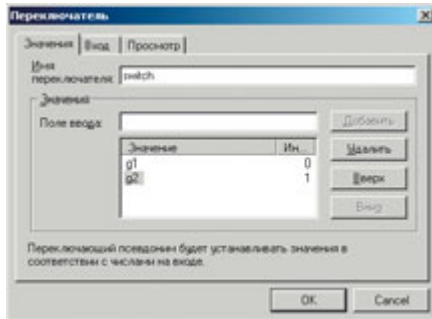 Переключатель
Значения Вход Просмотр
Имя
переключателя: switch
Значения
Поле ввода:
Добавить
Значение Ин...
g1 0
g2 1
Удалить
Вверх
Вниз
Переключающий псевдоним будет устанавливать значения в
соответствии с числами на входе.
OK Cancel